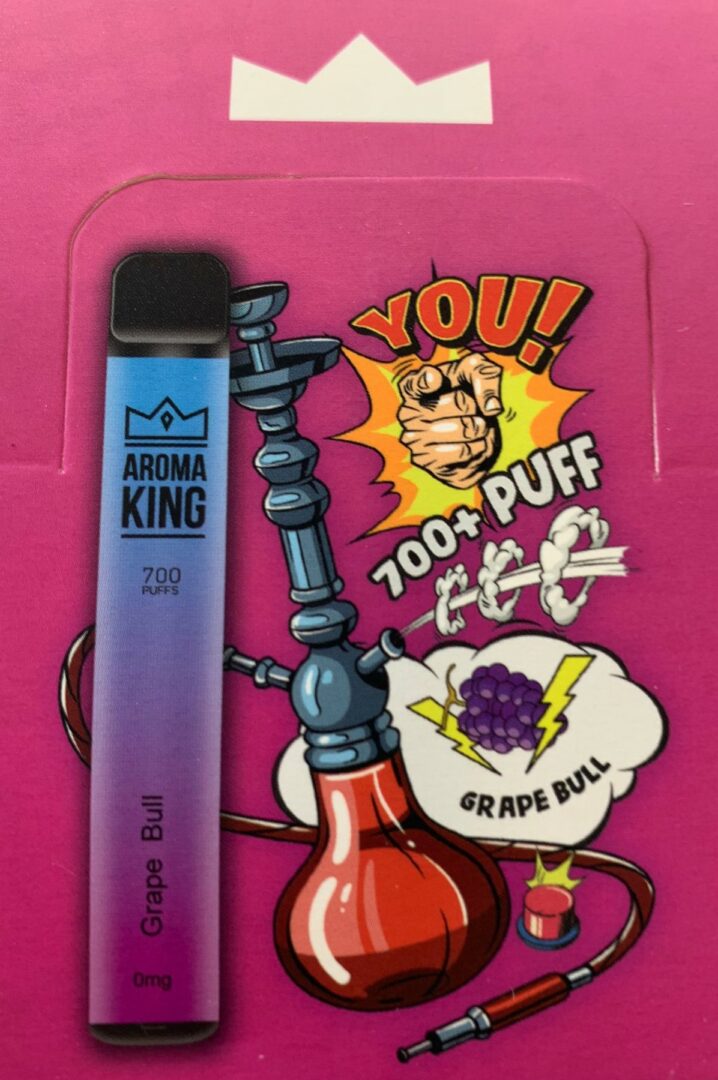 AROMA
KING
700
PUFFS
Grape Bull
0mg
YOU!
700+ PUFF
GRAPE BULL